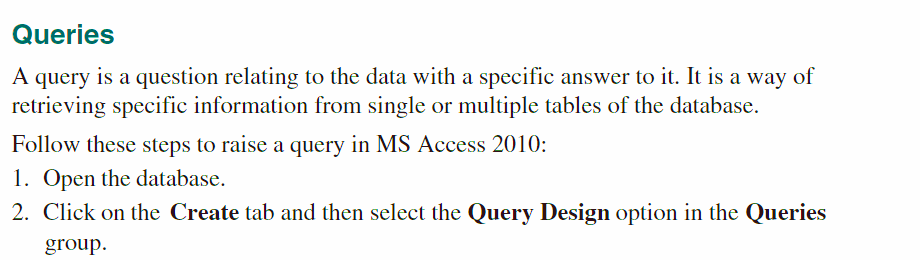 Queries
A query is a question relating to the data with a specific answer to it. It is a way of
retrieving specific information from single or multiple tables of the database.
Follow these steps to raise a query in MS Access 2010:
1. Open the database.
2. Click on the Create tab and then select the Query Design option in the Queries
group.